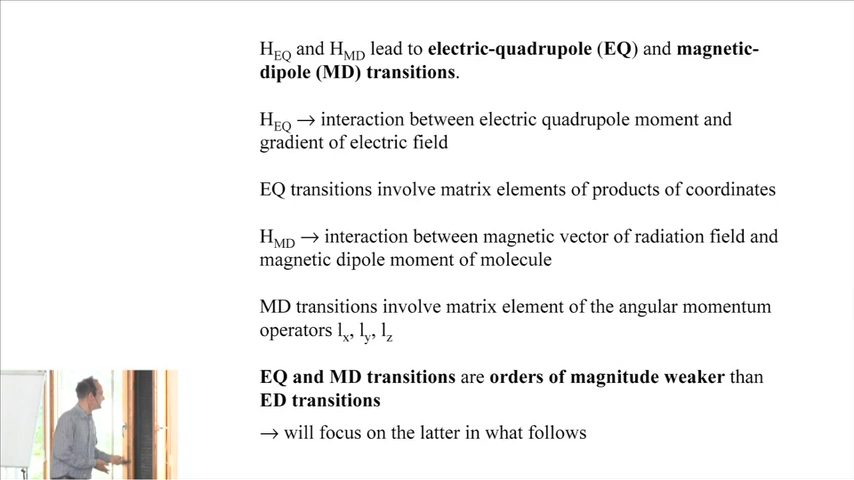 H_EQ and H_MD lead to electric-quadrupole (EQ) and magnetic-
dipole (MD) transitions.
H_EQ → interaction between electric quadrupole moment and
gradient of electric field
EQ transitions involve matrix elements of products of coordinates
H_MD → interaction between magnetic vector of radiation field and
magnetic dipole moment of molecule
MD transitions involve matrix element of the angular momentum
operators l_x, l_y, l_z
EQ and MD transitions are orders of magnitude weaker than
ED transitions
→ will focus on the latter in what follows